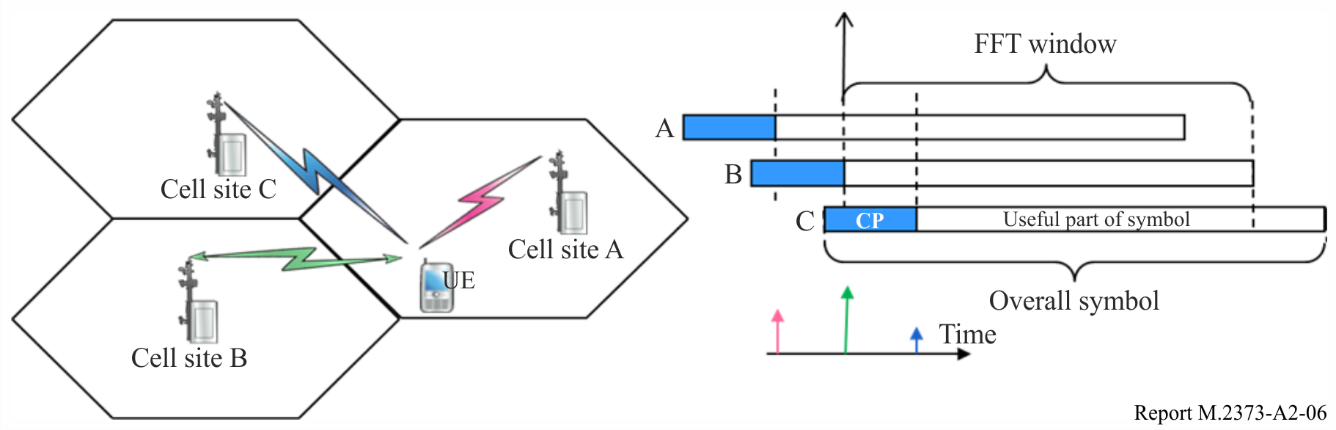 Cell site C
Cell site A
UE
Cell site B
FFT window
A
B
C
CP
Useful part of symbol
Overall symbol
Time
Report M.2373-A2-06